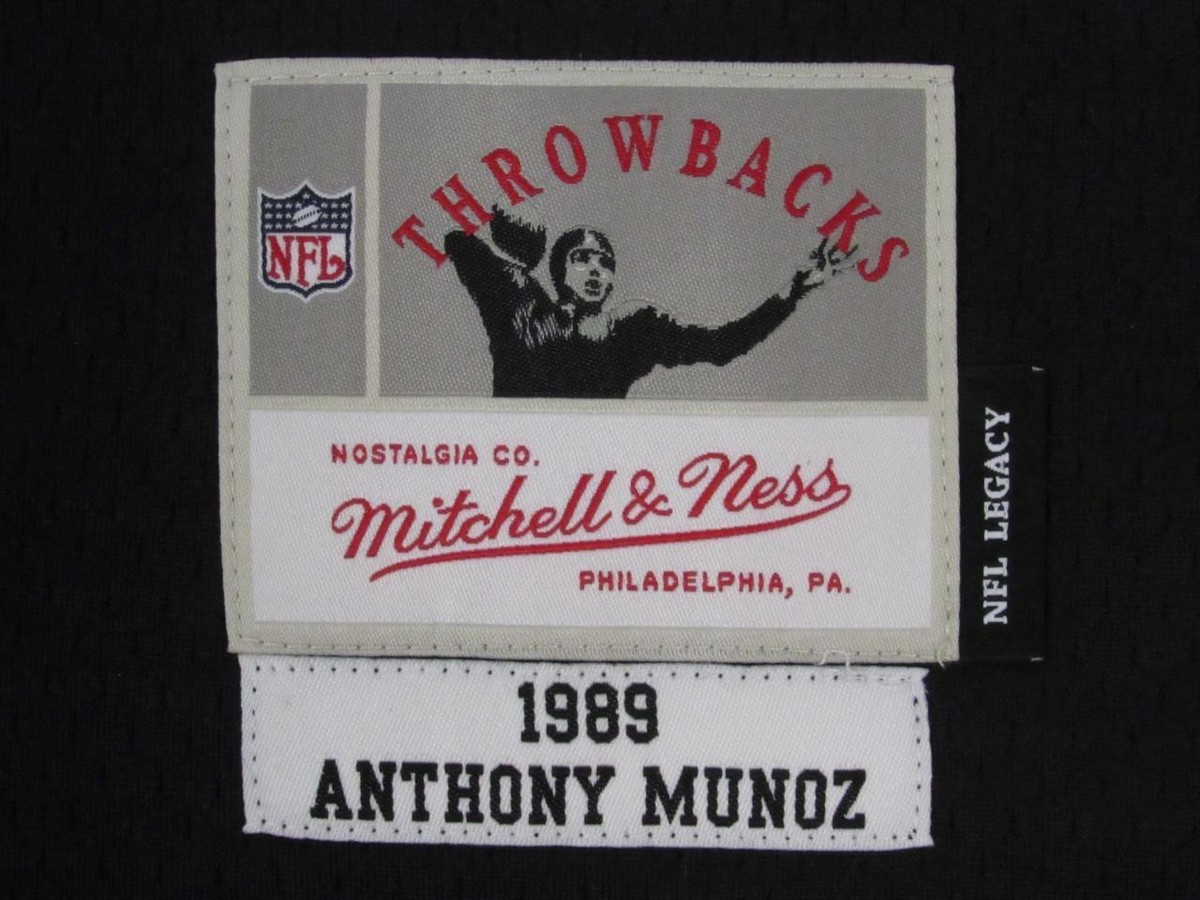 THROWBACKS
NFL
NOSTALGIA CO.
Mitchell & Ness
PHILADELPHIA, PA.
NFL LEGACY
1989
ANTHONY MUNOZ